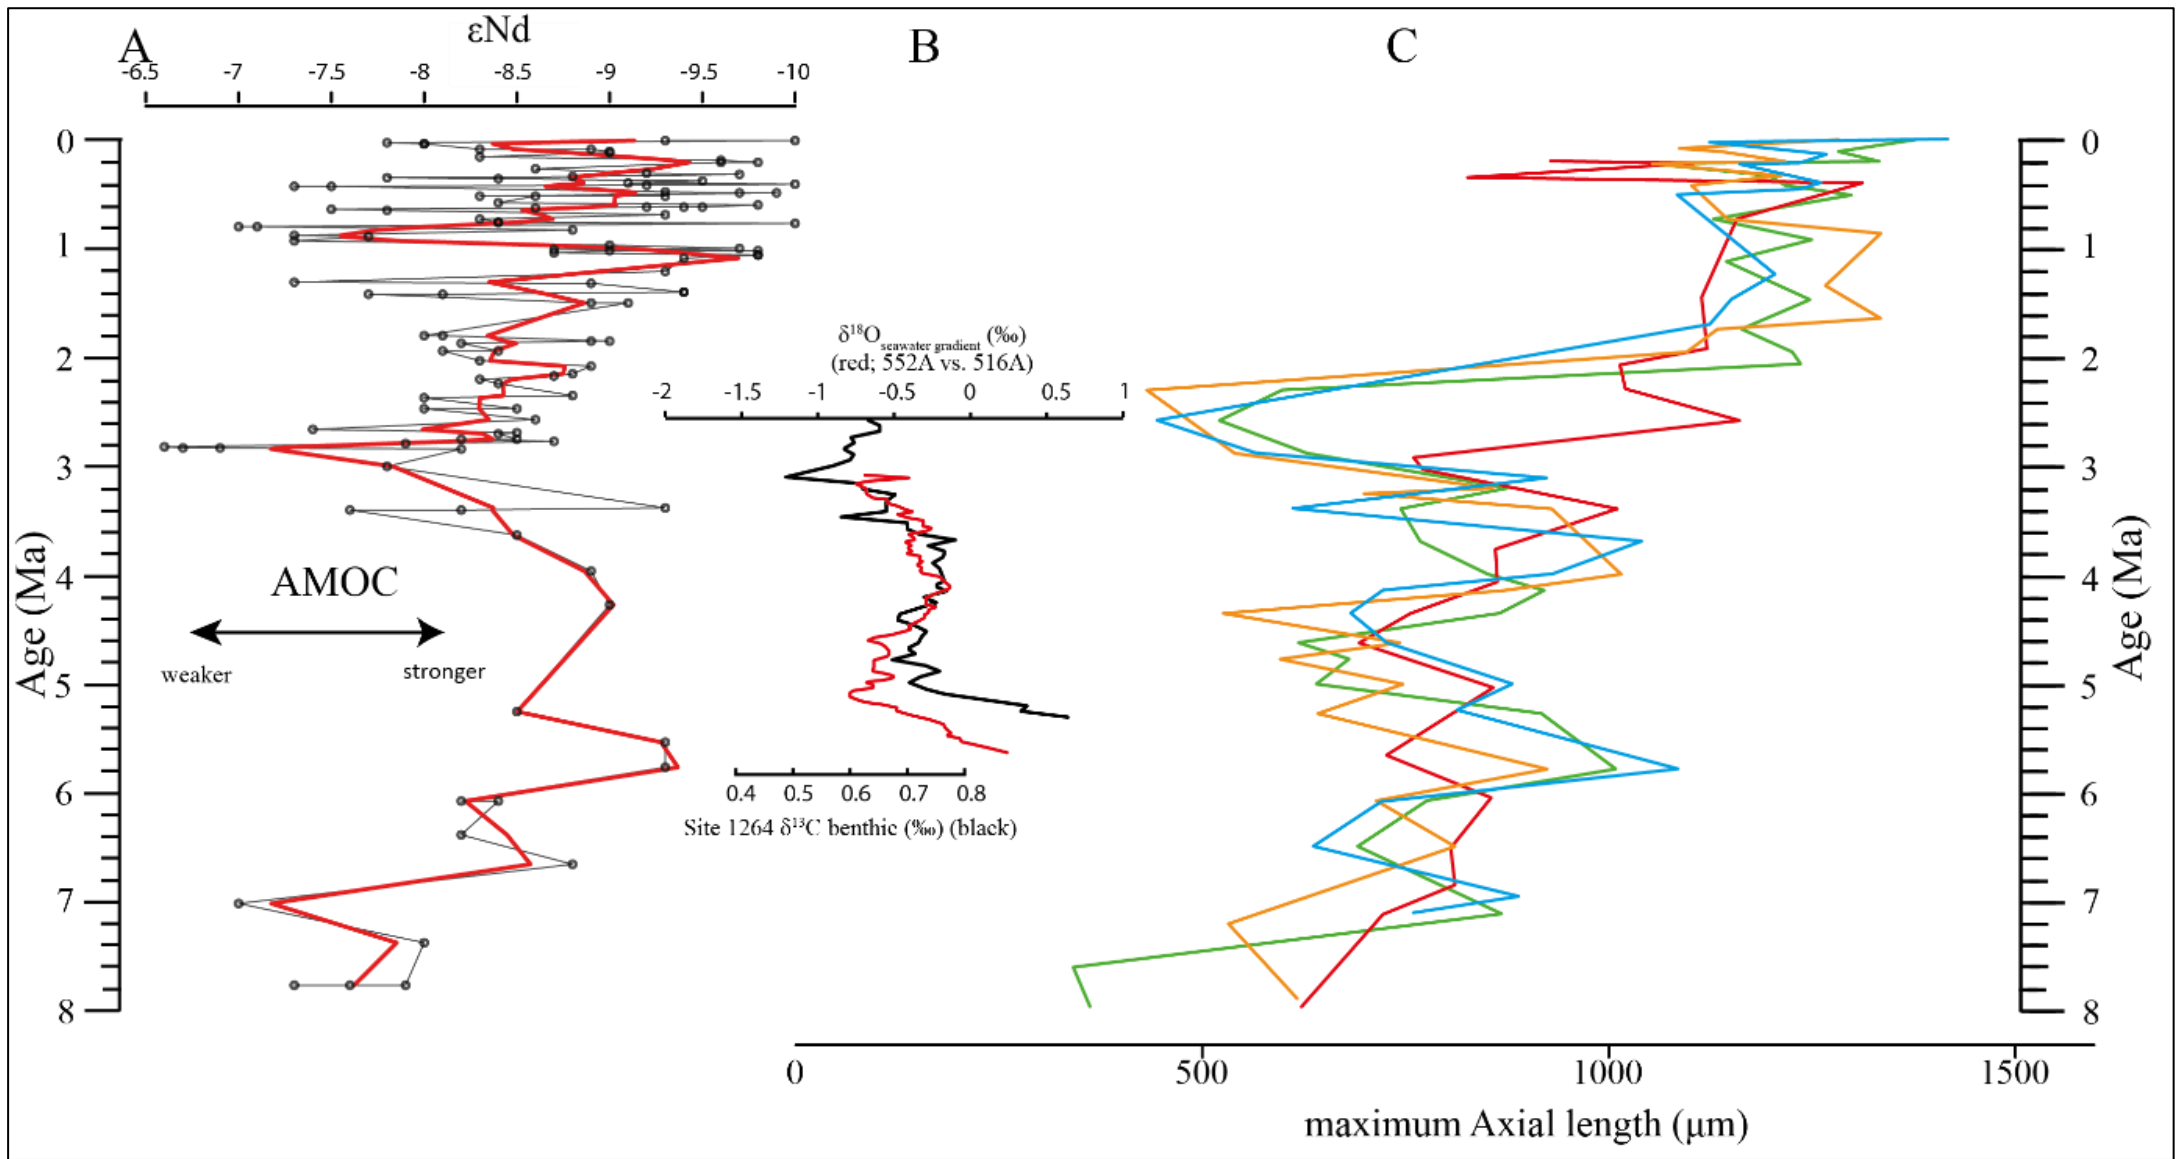 A
εNd
B
C
-6.5 -7 -7.5 -8 -8.5 -9 -9.5 -10
0
1
2
3
4
5
6
7
8
Age (Ma)
AMOC
weaker stronger
δ18Oseawater gradient (‰)
(red; 552A vs. 516A)
-2 -1.5 -1 -0.5 0 0.5 1
0.4 0.5 0.6 0.7 0.8
Site 1264 δ13C benthic (‰) (black)
0
1
2
3
4
5
6
7
8
Age (Ma)
0 500 1000 1500
maximum Axial length (μm)